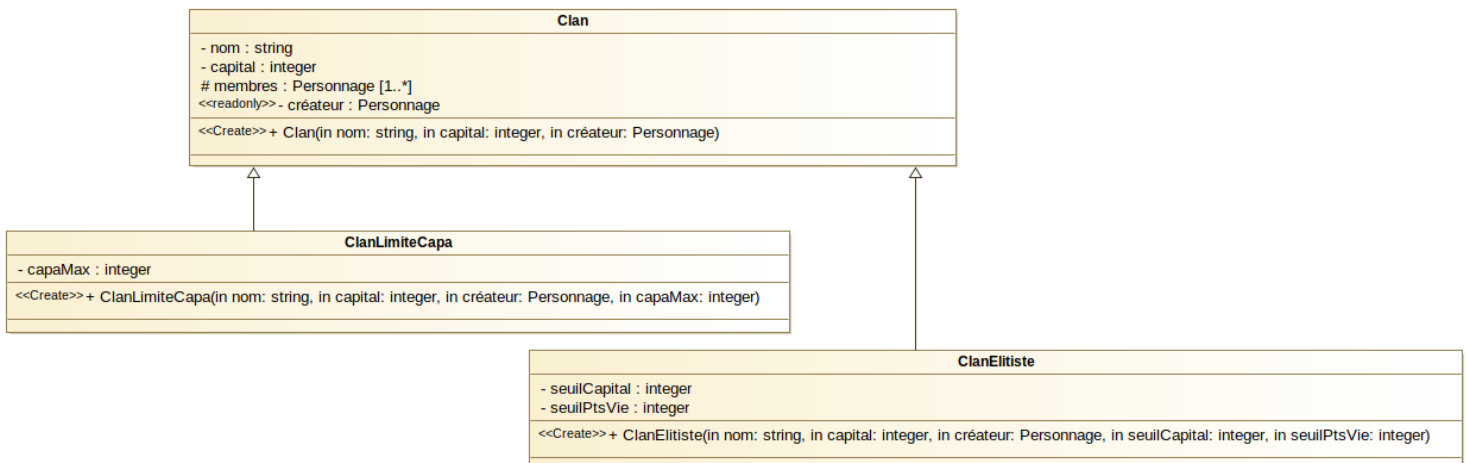 Clan
- nom : string
- capital : integer
# membres : Personnage [1..*]
<<readonly>> - créateur : Personnage
<<Create>> + Clan(in nom: string, in capital: integer, in créateur: Personnage)
ClanLimiteCapa
- capaMax : integer
<<Create>> + ClanLimiteCapa(in nom: string, in capital: integer, in créateur: Personnage, in capaMax: integer)
ClanElitiste
- seuilCapital : integer
- seuilPtsVie : integer
<<Create>> + ClanElitiste(in nom: string, in capital: integer, in créateur: Personnage, in seuilCapital: integer, in seuilPtsVie: integer)